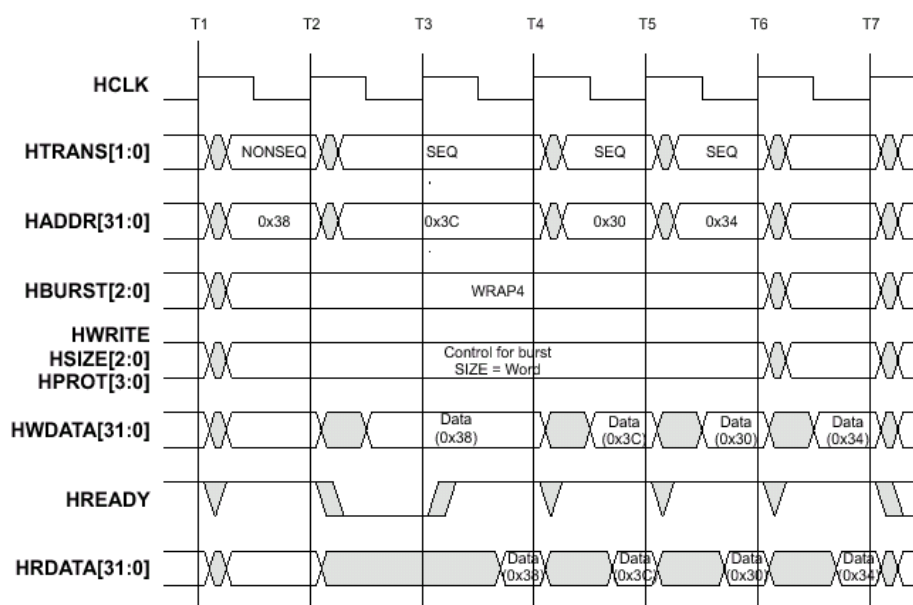 T1 T2 T3 T4 T5 T6 T7
HCLK
HTRANS[1:0] NONSEQ SEQ SEQ SEQ
HADDR[31:0] 0x38 0x3C 0x30 0x34
HBURST[2:0] WRAP4
HWRITE
HSIZE[2:0]
HPROT[3:0]
Control for burst
SIZE = Word
HWDATA[31:0]
Data
(0x38)
Data
(0x3C)
Data
(0x30)
Data
(0x34)
HREADY
HRDATA[31:0]
Data
(0x38)
Data
(0x3C)
Data
(0x30)
Data
(0x34)